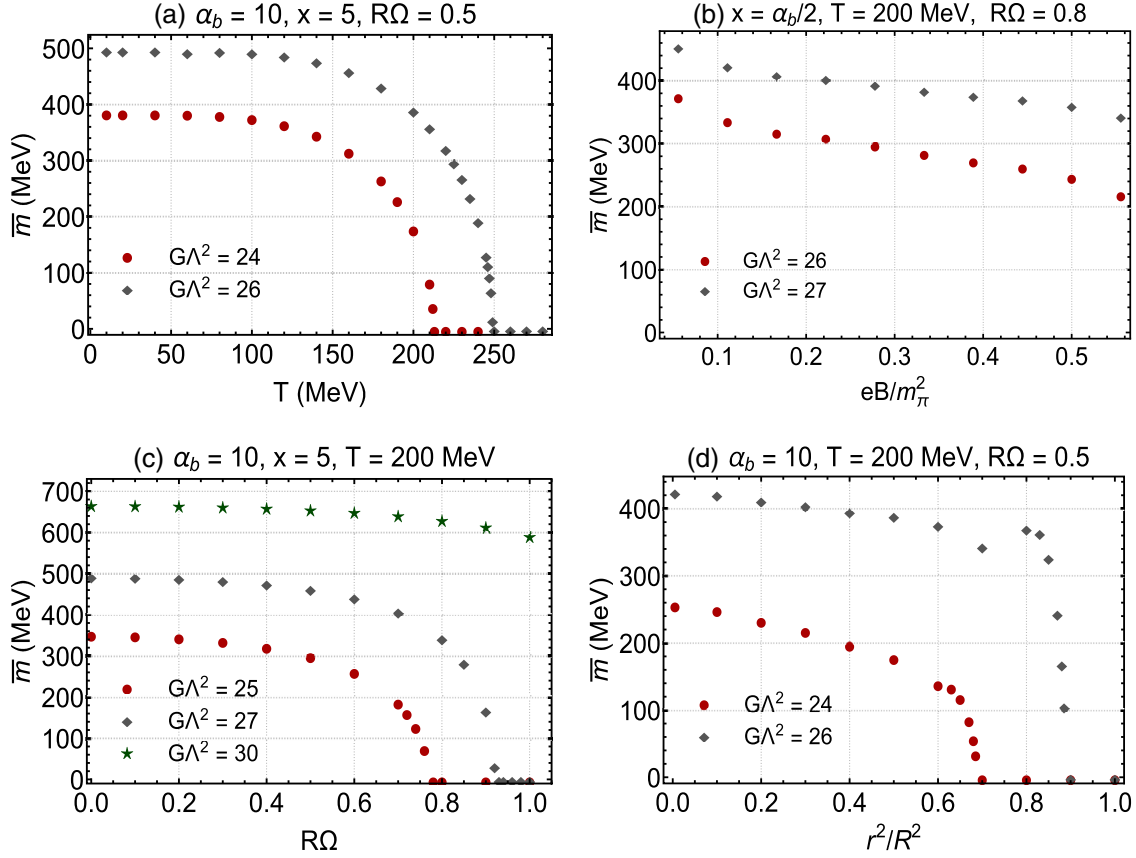 (a) α_b = 10, x = 5, RΩ = 0.5
500
400
300
200
100
0
m̅ (MeV)
GΛ² = 24
GΛ² = 26
0 50 100 150 200 250
T (MeV)
(b) x = α_b/2, T = 200 MeV, RΩ = 0.8
400
300
200
100
0
m̅ (MeV)
GΛ² = 26
GΛ² = 27
0.1 0.2 0.3 0.4 0.5
eB/m_π²
(c) α_b = 10, x = 5, T = 200 MeV
700
600
500
400
300
200
100
0
m̅ (MeV)
GΛ² = 25
GΛ² = 27
GΛ² = 30
0.0 0.2 0.4 0.6 0.8 1.0
RΩ
(d) α_b = 10, T = 200 MeV, RΩ = 0.5
400
300
200
100
0
m̅ (MeV)
GΛ² = 24
GΛ² = 26
0.0 0.2 0.4 0.6 0.8 1.0
r²/R²